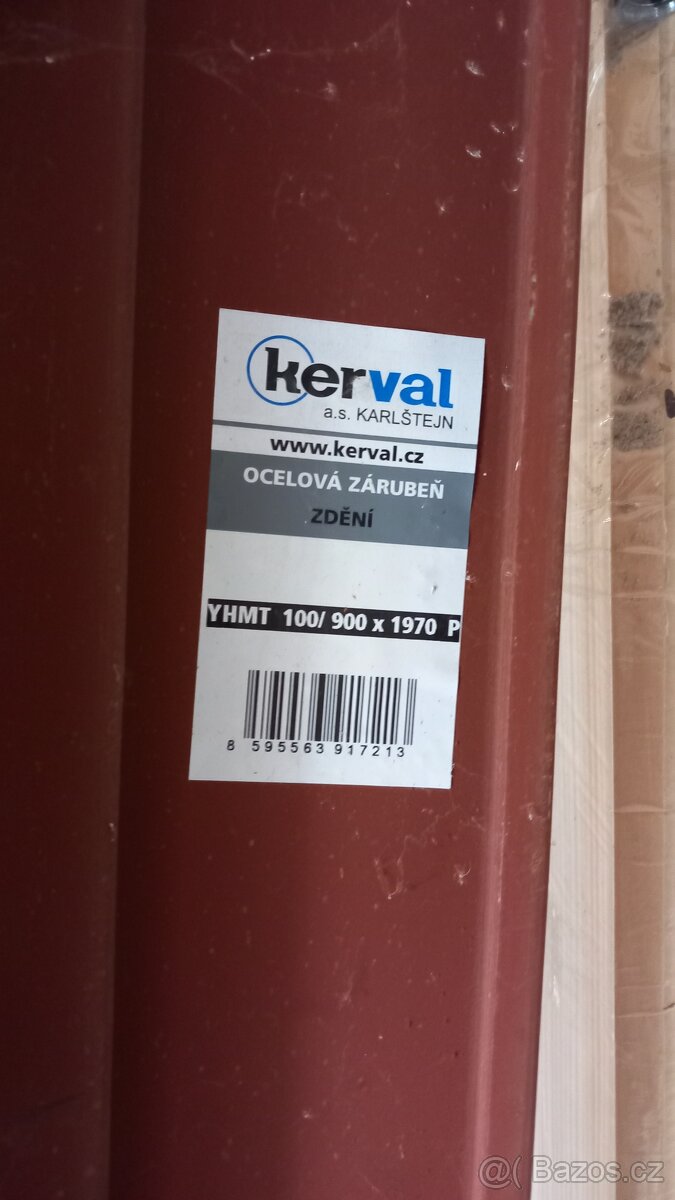 kerval
a.s. KARLŠTEJN
www.kerval.cz
OCELOVÁ ZÁRUBEŇ
ZDĚNÍ
YHMT 100/ 900 x 1970 P
8 595563 917213
@( Bazos.cz